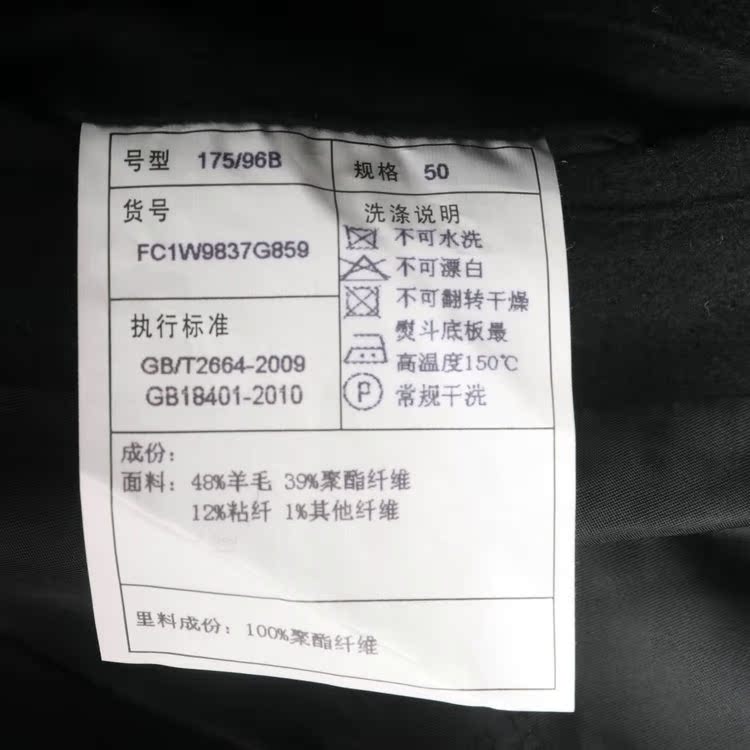 号型 175/96B
规格 50
货号
FC1W9837G859
执行标准
GB/T2664-2009
GB18401-2010
洗涤说明
不可水洗
不可漂白
不可翻转干燥
熨斗底板最
高温度150℃
P 常规干洗
成份：
面料：48%羊毛 39%聚酯纤维
12%粘纤 1%其他纤维
里料成份：100%聚酯纤维